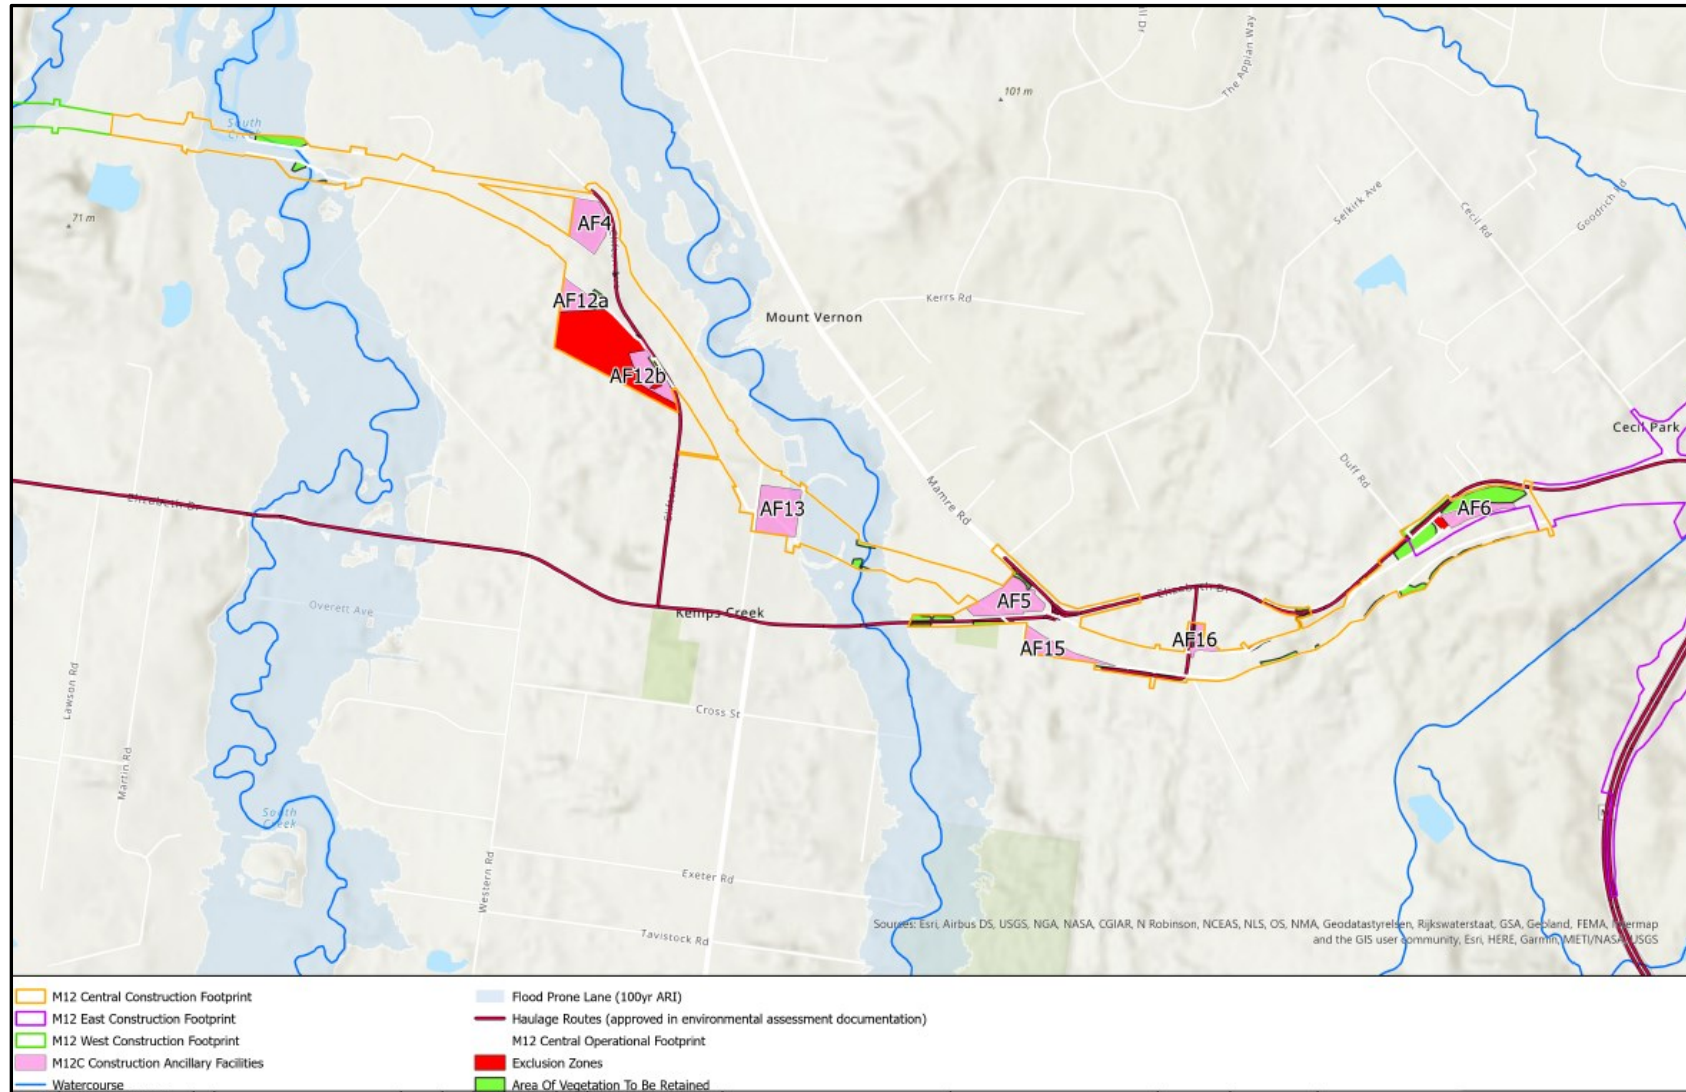 ll Dr
The Appian Way
101 m
South
Creek
71 m
Selkirk Ave
Cecil Rd
Goodrich Rd
AF4
AF12a
Kerrs Rd
Mount Vernon
AF12b
Cecil Park
Duff Rd
Mamre Rd
AF13
AF6
Elizabeth Dr
Clifton Ave
AF5
Elizabeth Dr
Overett Ave
Kemps Creek
AF16
AF15
Lawson Rd
Cross St
Martin Rd
South
Creek
Western Rd
Exeter Rd
Tavistock Rd
Sources: Esri, Airbus DS, USGS, NGA, NASA, CGIAR, N Robinson, NCEAS, NLS, OS, NMA, Geodatastyrelsen, Rijkswaterstaat, GSA, Geoland, FEMA, Intermap
and the GIS user community, Esri, HERE, Garmin, METI/NASA, USGS
M12 Central Construction Footprint
M12 East Construction Footprint
M12 West Construction Footprint
M12C Construction Ancillary Facilities
Watercourse
Flood Prone Lane (100yr ARI)
Haulage Routes (approved in environmental assessment documentation)
M12 Central Operational Footprint
Exclusion Zones
Area Of Vegetation To Be Retained